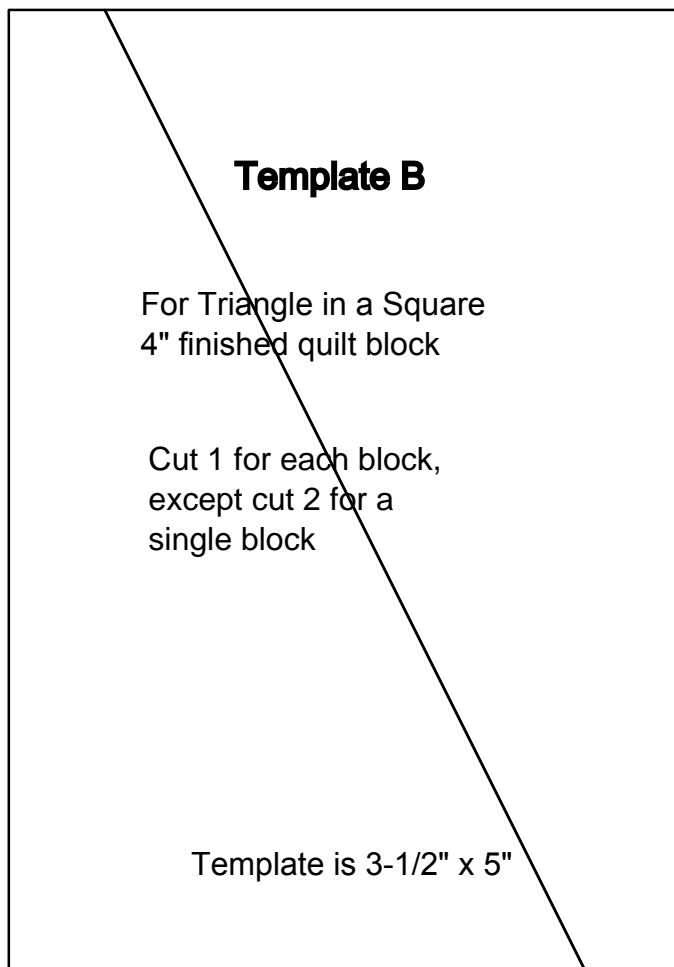 Template B
For Triangle in a Square
4" finished quilt block
Cut 1 for each block,
except cut 2 for a
single block
Template is 3-1/2" x 5"